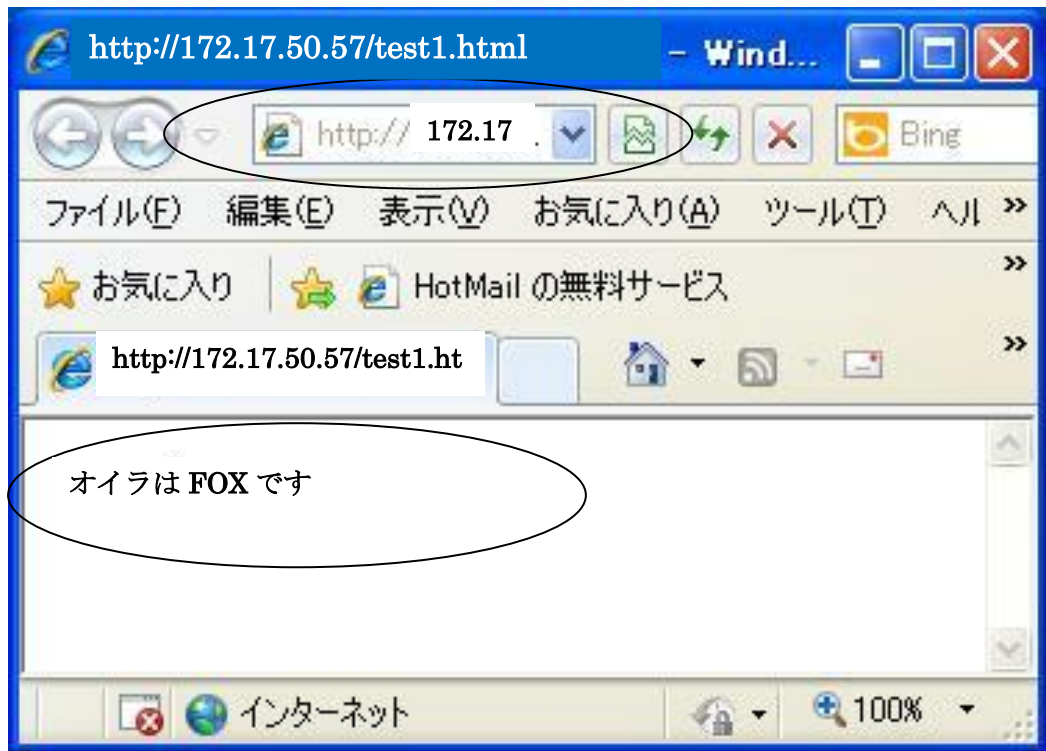 http://172.17.50.57/test1.html - Wind...
http:// 172.17 . Bing
ファイル(F) 編集(E) 表示(V) お気に入り(A) ツール(T) ヘル »
お気に入り HotMail の無料サービス »
http://172.17.50.57/test1.ht »
オイラは FOX です
インターネット 100%